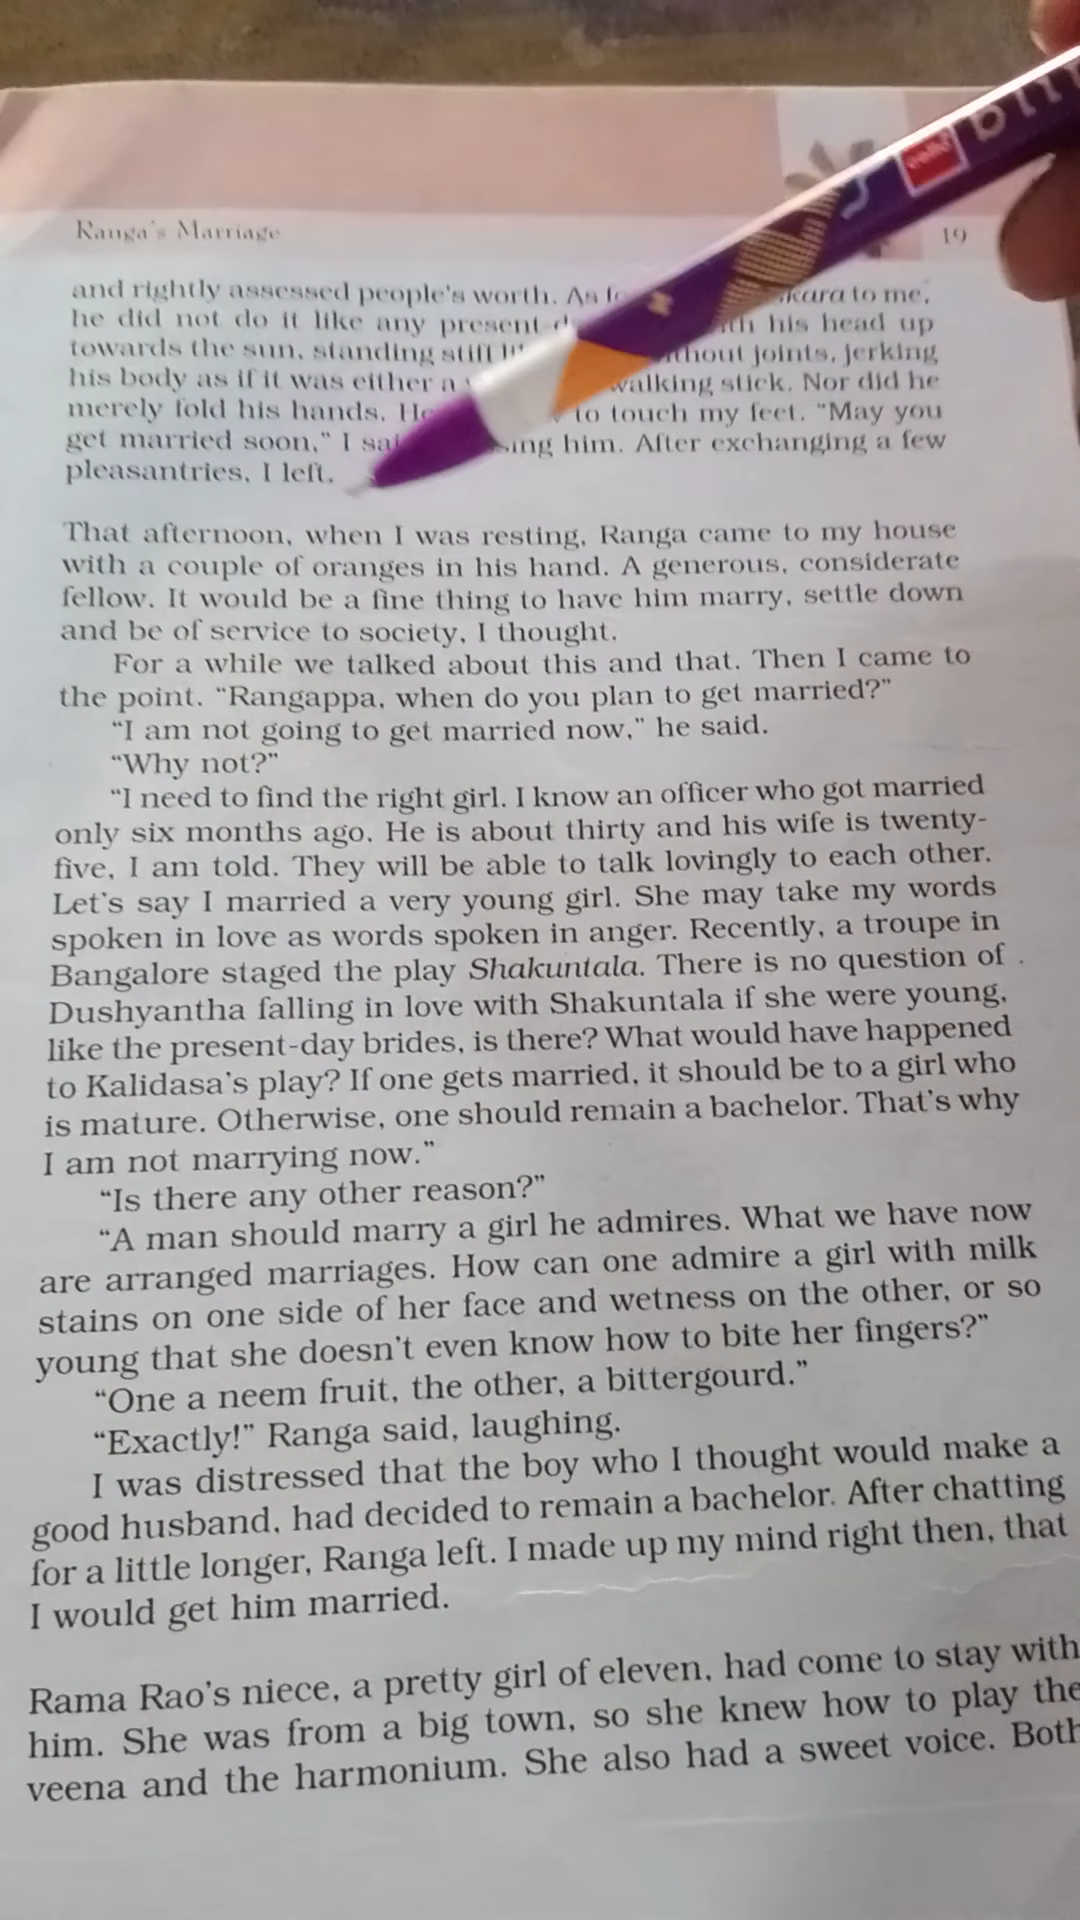 Ranga's Marriage
19
and rightly assessed people's worth. As kara to me,
he did not do it like any present his head up
towards the sun, standing stiff joints, jerking
his body as if it was either a walking stick. Nor did he
merely fold his hands. to touch my feet. “May you
get married soon,” I him. After exchanging a few
pleasantries, I left.
That afternoon, when I was resting, Ranga came to my house
with a couple of oranges in his hand. A generous, considerate
fellow. It would be a fine thing to have him marry, settle down
and be of service to society, I thought.
For a while we talked about this and that. Then I came to
the point. “Rangappa, when do you plan to get married?”
“I am not going to get married now,” he said.
“Why not?”
“I need to find the right girl. I know an officer who got married
only six months ago. He is about thirty and his wife is twenty-
five, I am told. They will be able to talk lovingly to each other.
Let's say I married a very young girl. She may take my words
spoken in love as words spoken in anger. Recently, a troupe in
Bangalore staged the play Shakuntala. There is no question of
Dushyantha falling in love with Shakuntala if she were young,
like the present-day brides, is there? What would have happened
to Kalidasa's play? If one gets married, it should be to a girl who
is mature. Otherwise, one should remain a bachelor. That's why
I am not marrying now.”
“Is there any other reason?”
“A man should marry a girl he admires. What we have now
are arranged marriages. How can one admire a girl with milk
stains on one side of her face and wetness on the other, or so
young that she doesn't even know how to bite her fingers?”
“One a neem fruit, the other, a bittergourd.”
“Exactly!” Ranga said, laughing.
I was distressed that the boy who I thought would make a
good husband, had decided to remain a bachelor. After chatting
for a little longer, Ranga left. I made up my mind right then, that
I would get him married.
Rama Rao's niece, a pretty girl of eleven, had come to stay with
him. She was from a big town, so she knew how to play the
veena and the harmonium. She also had a sweet voice. Both